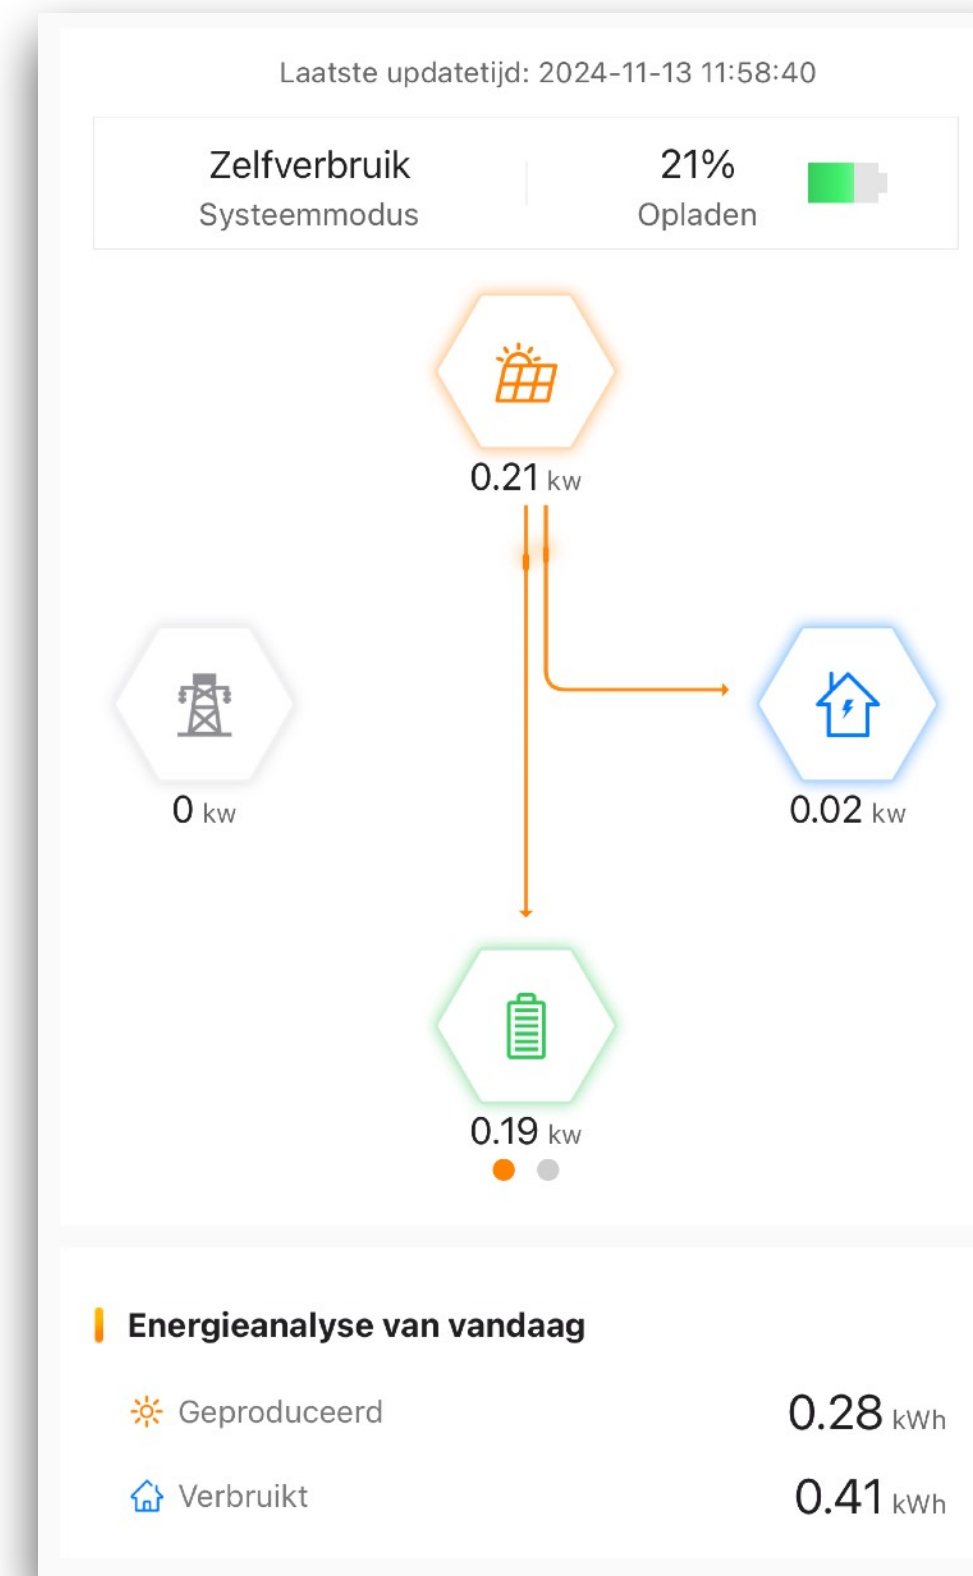 Laatste updatetijd: 2024-11-13 11:58:40
Zelfverbruik 21%
Systeemmodus Opladen
0.21 kw
0 kw 0.02 kw
0.19 kw
Energieanalyse van vandaag
Geproduceerd 0.28 kWh
Verbruikt 0.41 kWh